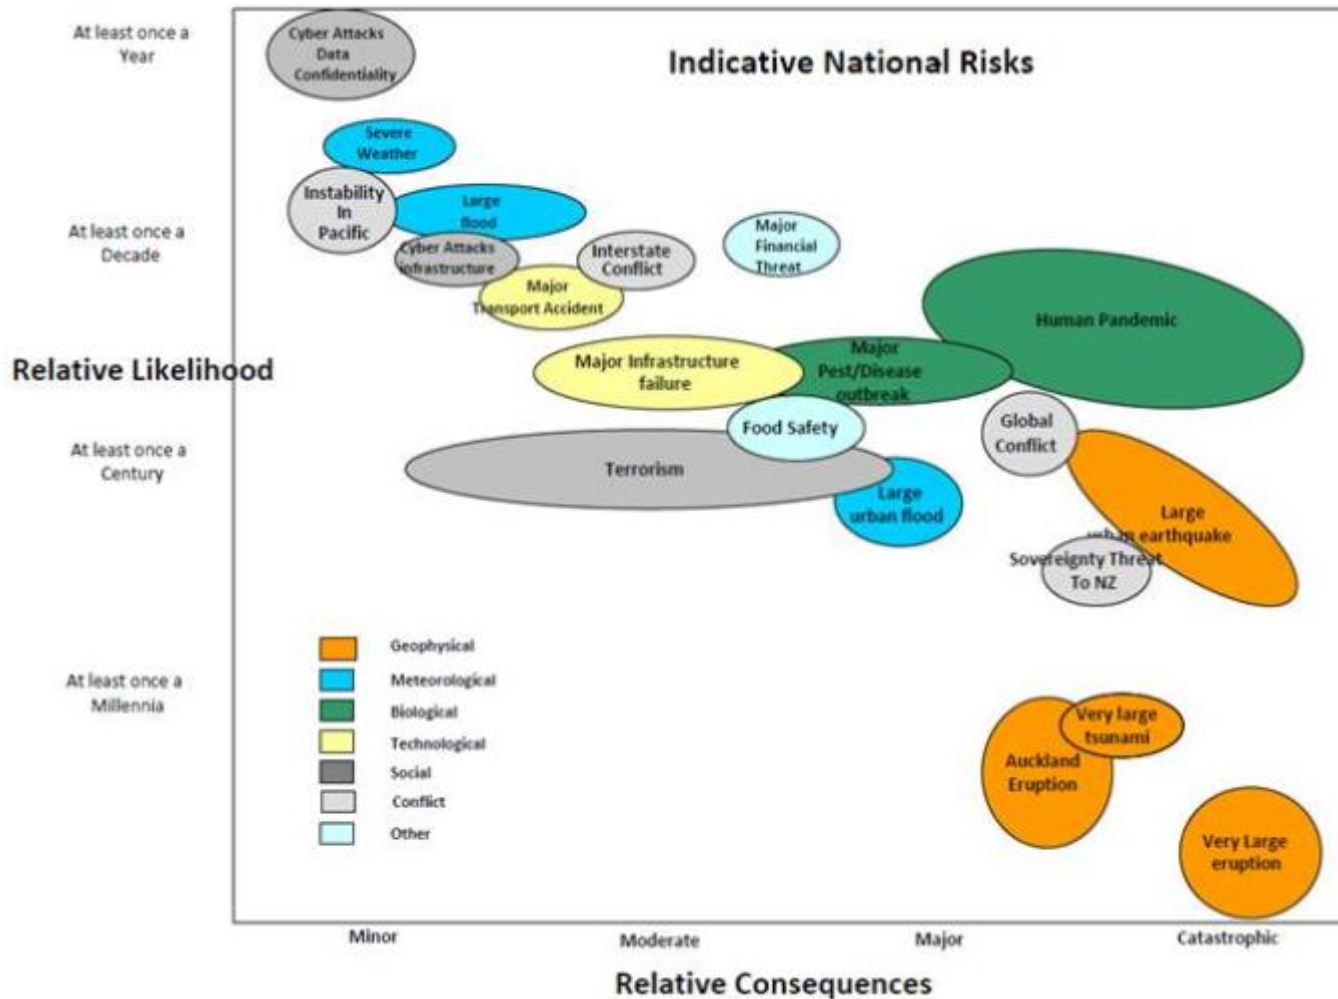 At least once a
Year
Cyber Attacks
Data
Confidentiality
Indicative National Risks
Severe
Weather
Instability
In
Pacific
Large
flood
At least once a
Decade
Cyber Attacks
infrastructure
Interstate
Conflict
Major
Financial
Threat
Major
Transport Accident
Human Pandemic
Relative Likelihood
Major Infrastructure
failure
Major
Pest/Disease
outbreak
Food Safety
Global
Conflict
At least once a
Century
Terrorism
Large
urban flood
Large
urban earthquake
Sovereignty Threat
To NZ
Geophysical
Meteorological
Biological
Technological
Social
Conflict
Other
At least once a
Millennia
Very large
tsunami
Auckland
Eruption
Very Large
eruption
Minor
Moderate
Major
Catastrophic
Relative Consequences